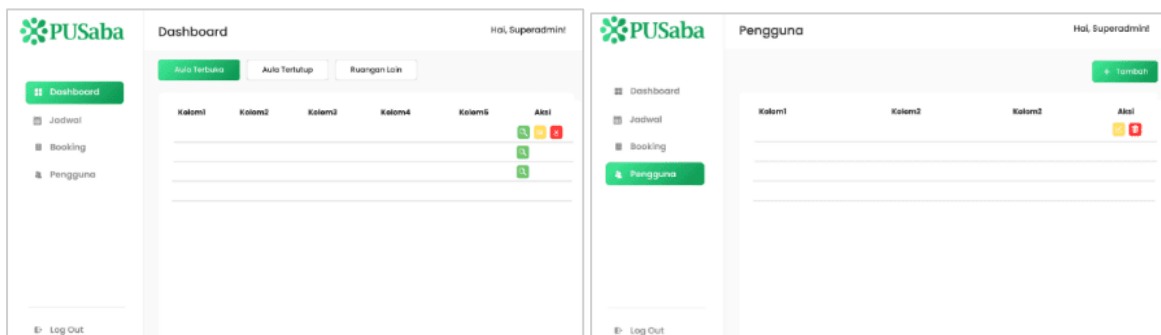 PUSaba
Dashboard
Hai, Superadmin!
Aula Terbuka
Aula Tertutup
Ruangan Lain
Dashboard
Jadwal
Booking
Pengguna
Kolom1 Kolom2 Kolom3 Kolom4 Kolom5 Aksi
Log Out
PUSaba
Pengguna
Hai, Superadmin!
+ Tambah
Dashboard
Jadwal
Booking
Pengguna
Kolom1 Kolom2 Kolom2 Aksi
Log Out